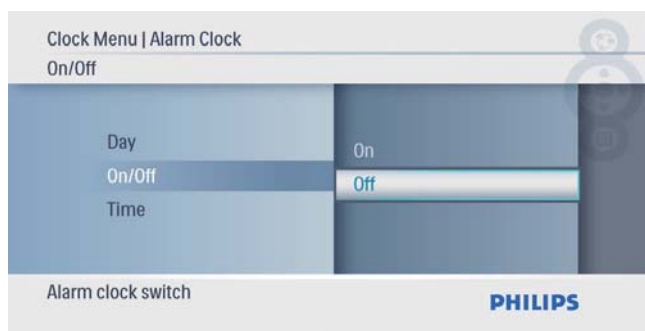 Clock Menu | Alarm Clock
On/Off
Day
On/Off
Time
On
Off
Alarm clock switch
PHILIPS